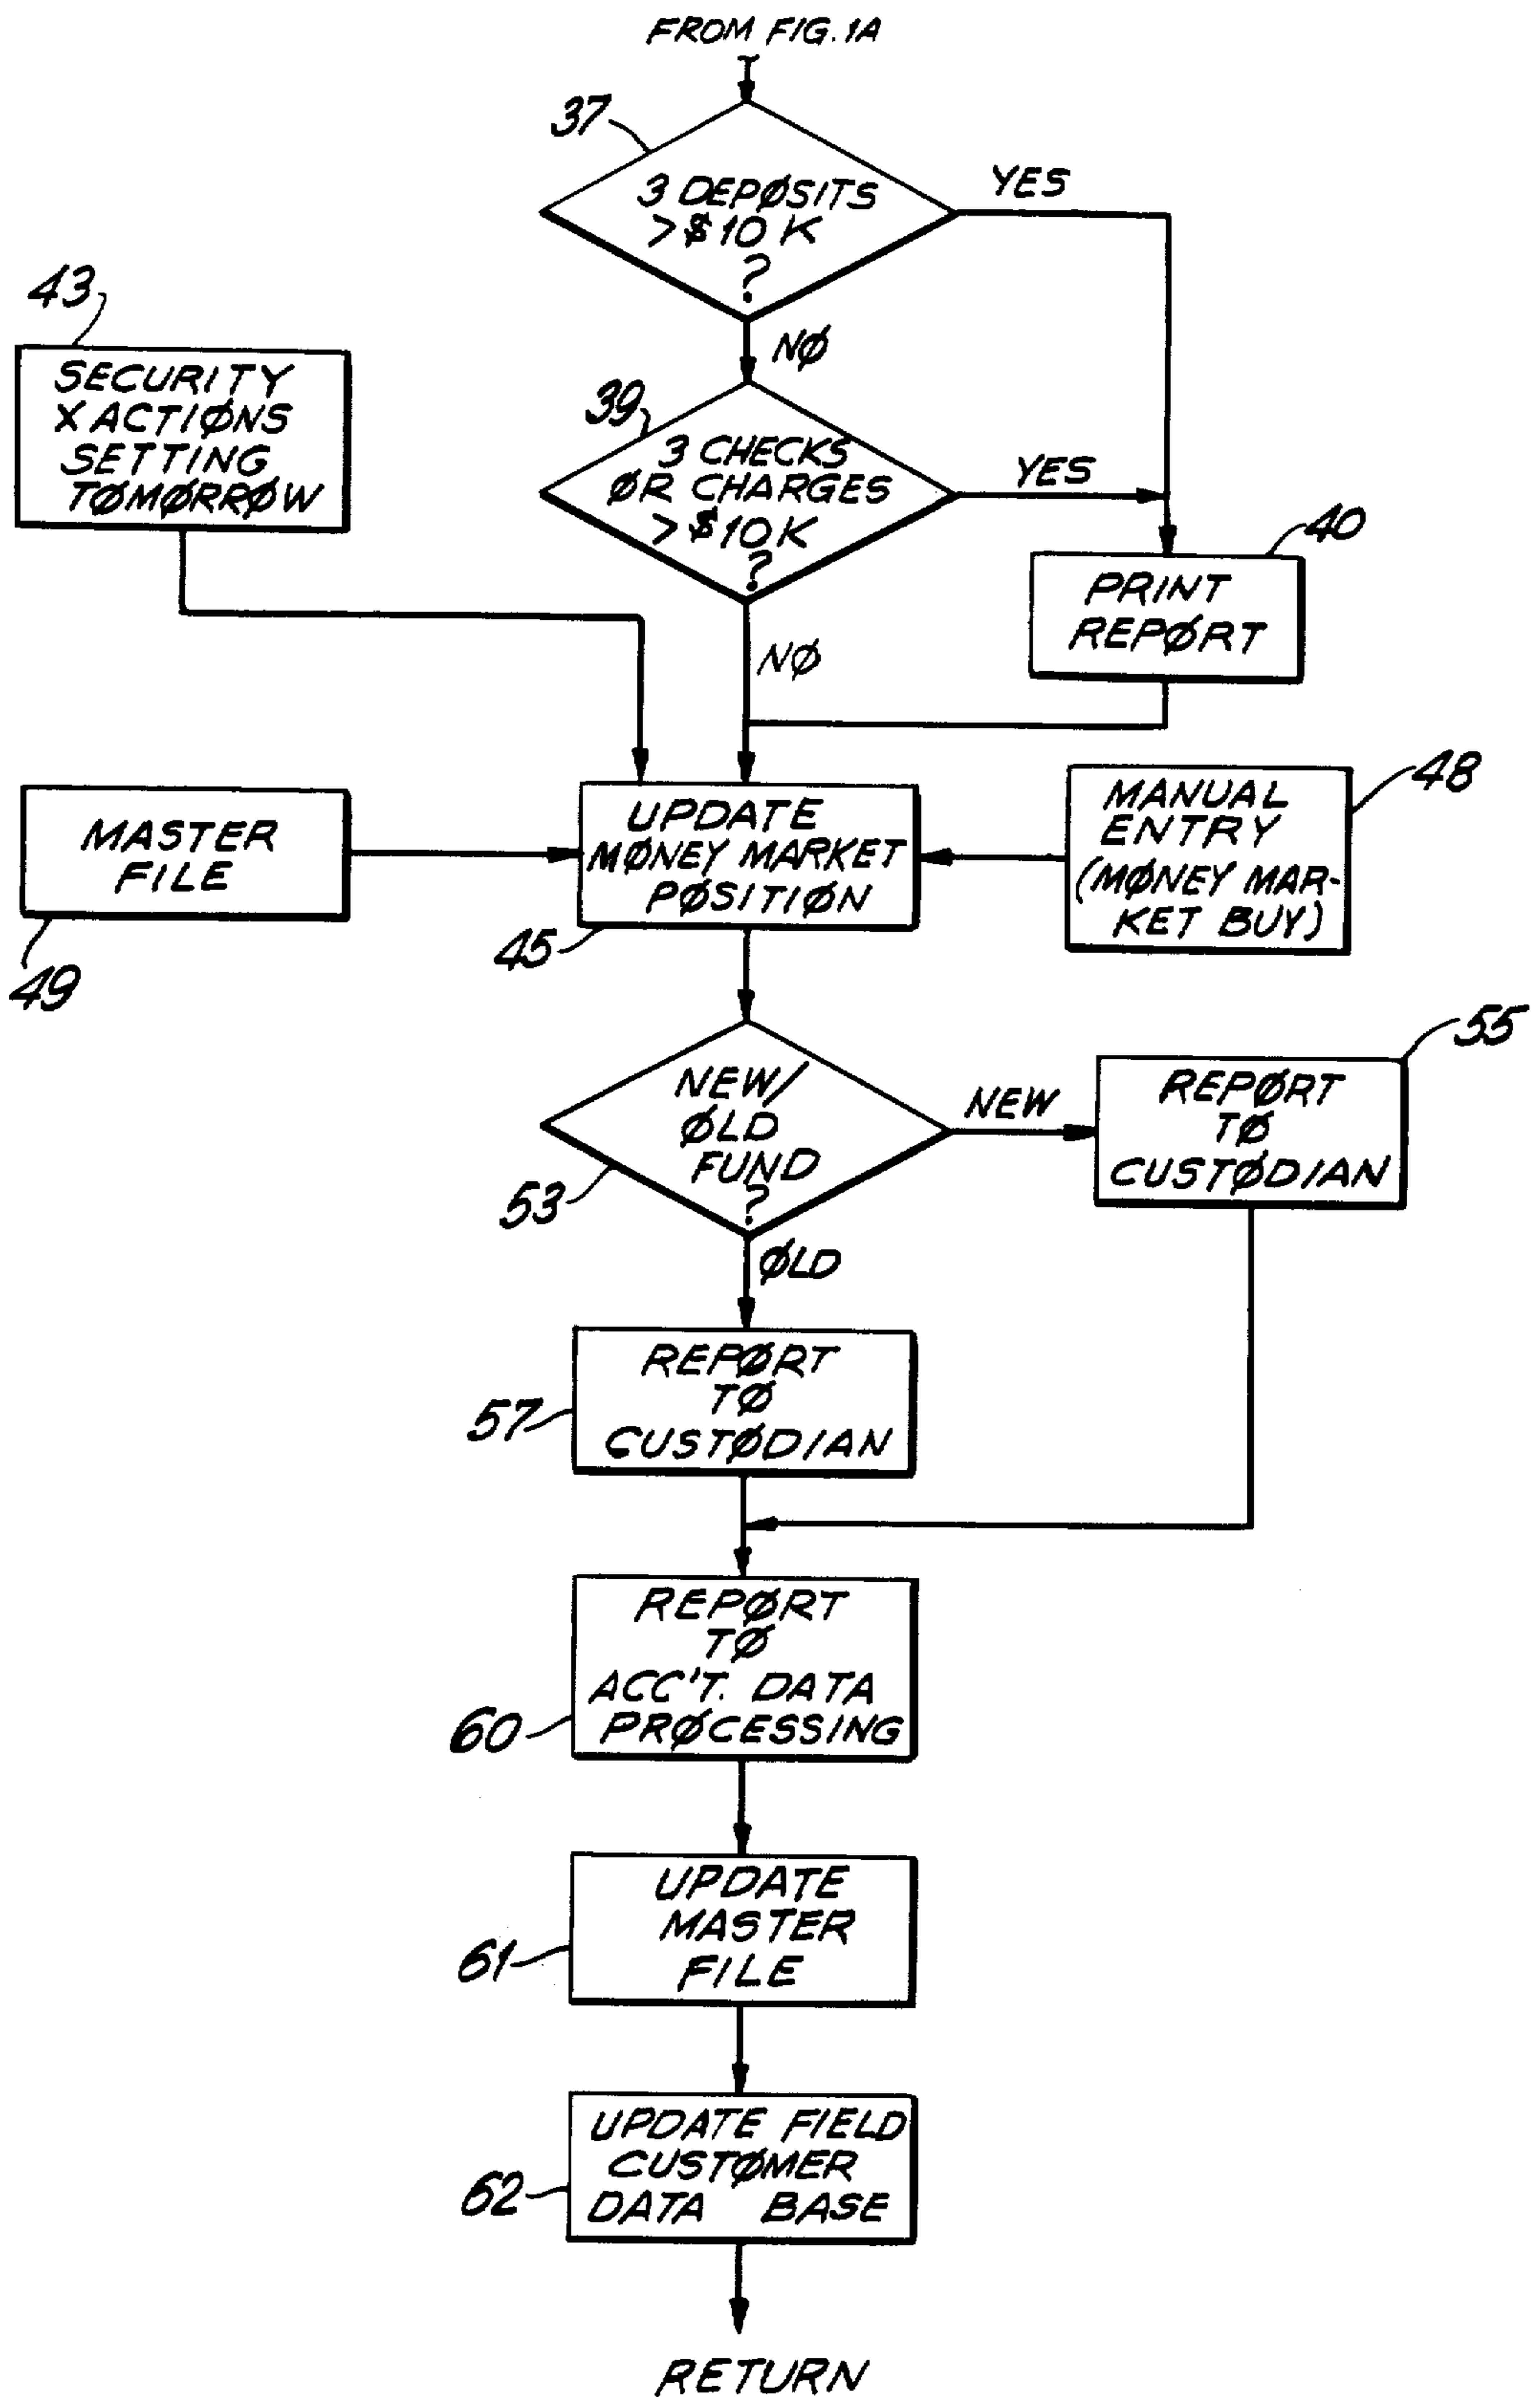 FROM FIG. 1A
37
3 DEPØSITS
>$10K
?
YES
NØ
43
SECURITY
XACTIØNS
SETTING
TØMØRRØW
39
3 CHECKS
ØR CHARGES
>$10K
?
YES
NØ
40
PRINT
REPØRT
MASTER
FILE
49
UPDATE
MØNEY MARKET
PØSITIØN
45
MANUAL
ENTRY
(MØNEY MAR-
KET BUY)
48
NEW/
ØLD
FUND
?
53
NEW
ØLD
55
REPØRT
TØ
CUSTØDIAN
57
REPØRT
TØ
CUSTØDIAN
60
REPØRT
TØ
ACC'T. DATA
PRØCESSING
61
UPDATE
MASTER
FILE
62
UPDATE FIELD
CUSTØMER
DATA BASE
RETURN